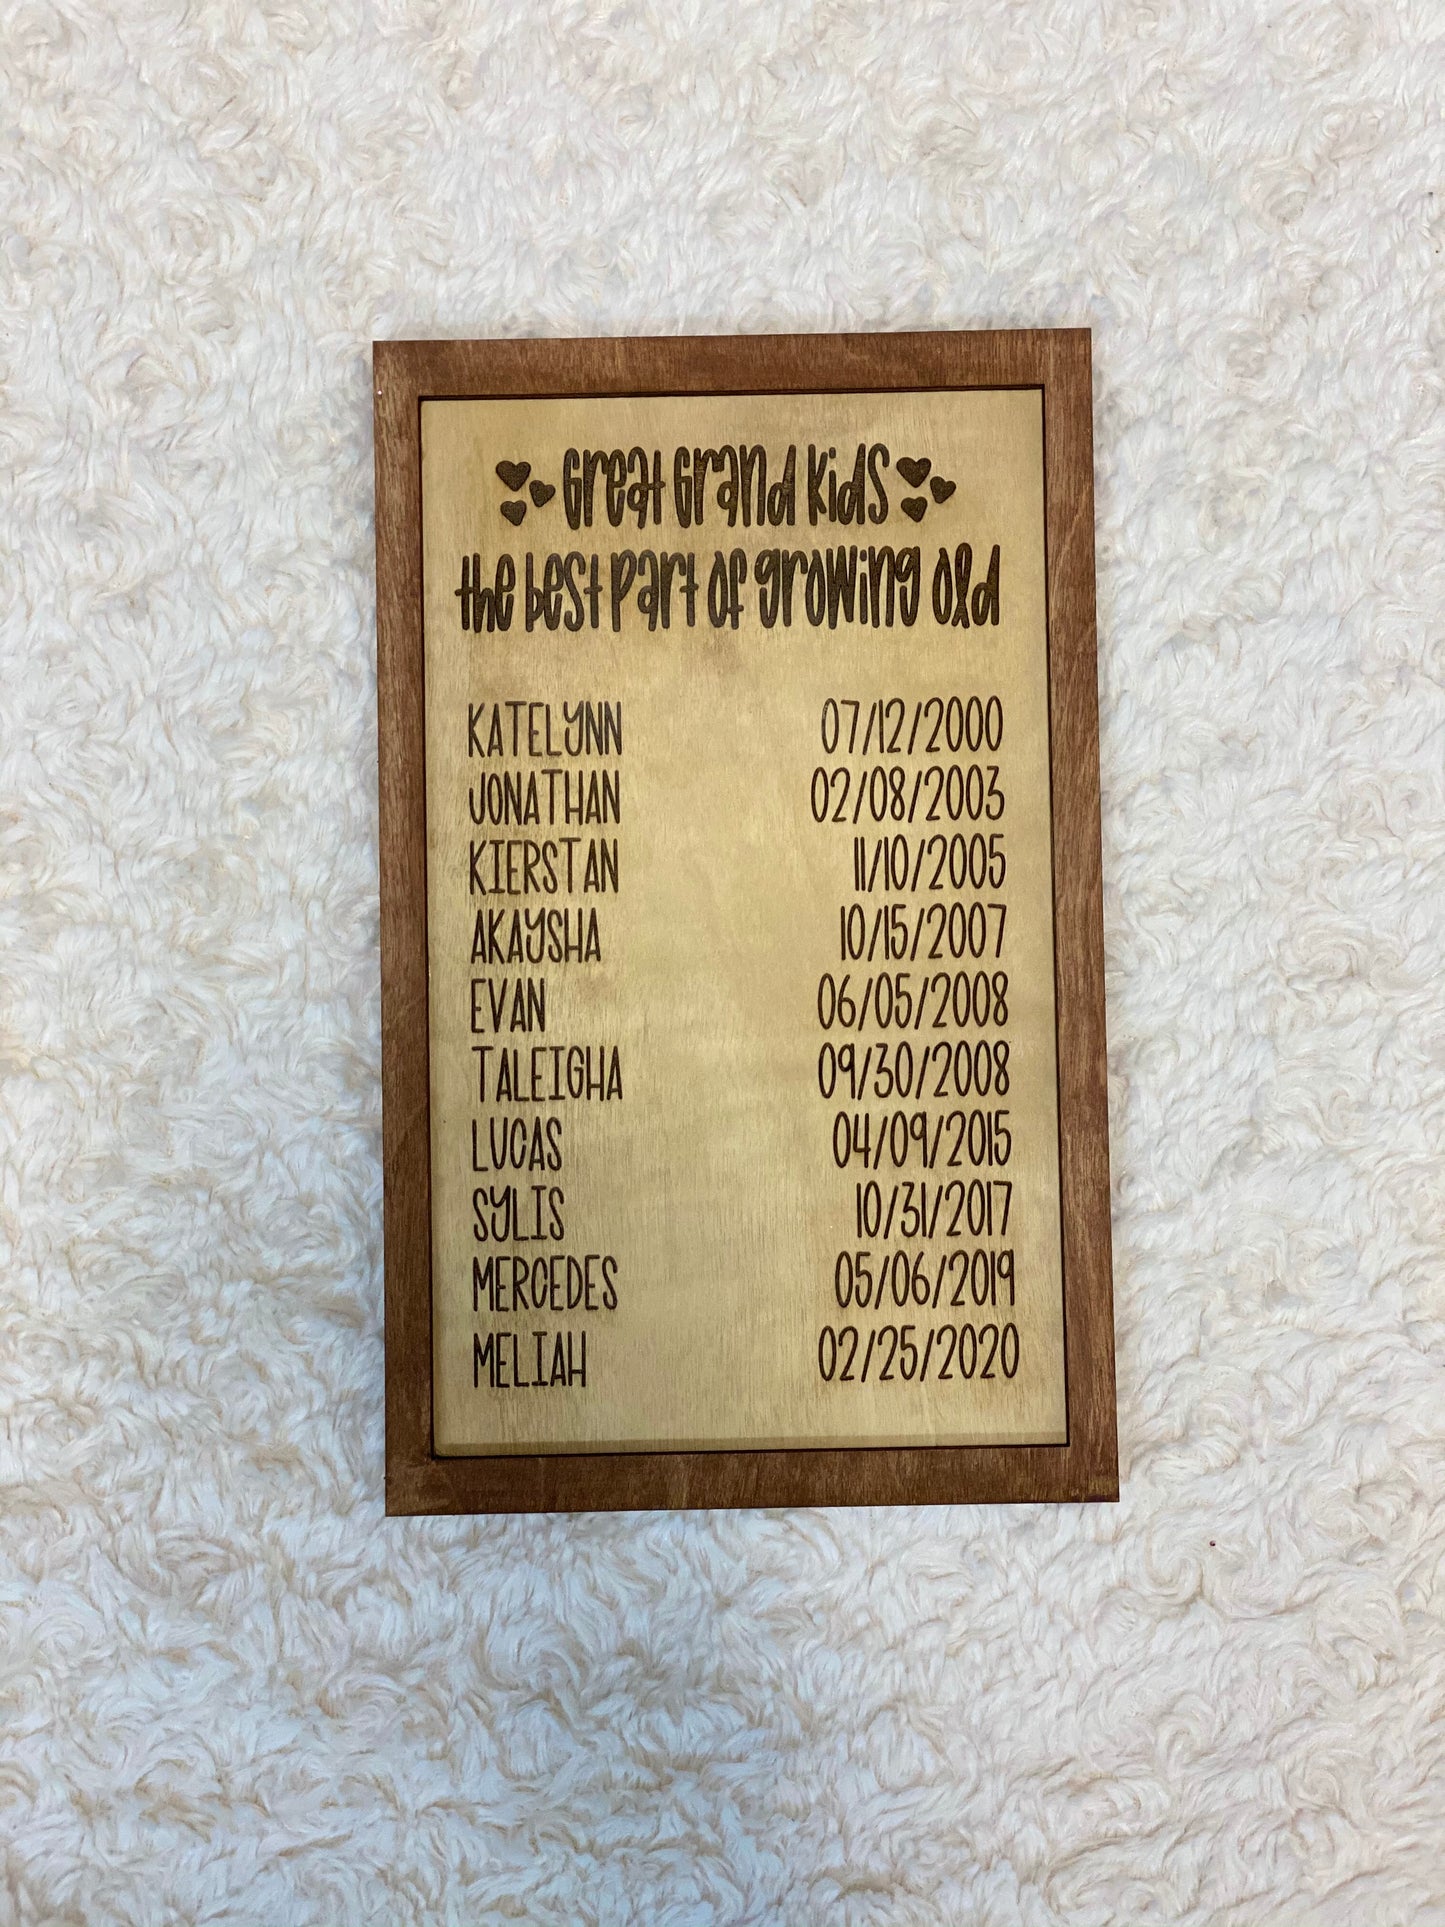 Great Grand Kids
the best part of growing old
KATELYNN 07/12/2000
JONATHAN 02/08/2003
KIERSTAN 11/10/2005
AKAYSHA 10/15/2007
EVAN 06/05/2008
TALEIGHA 09/30/2008
LUCAS 04/09/2015
SYLIS 10/31/2017
MERCEDES 05/06/2019
MELIAH 02/25/2020